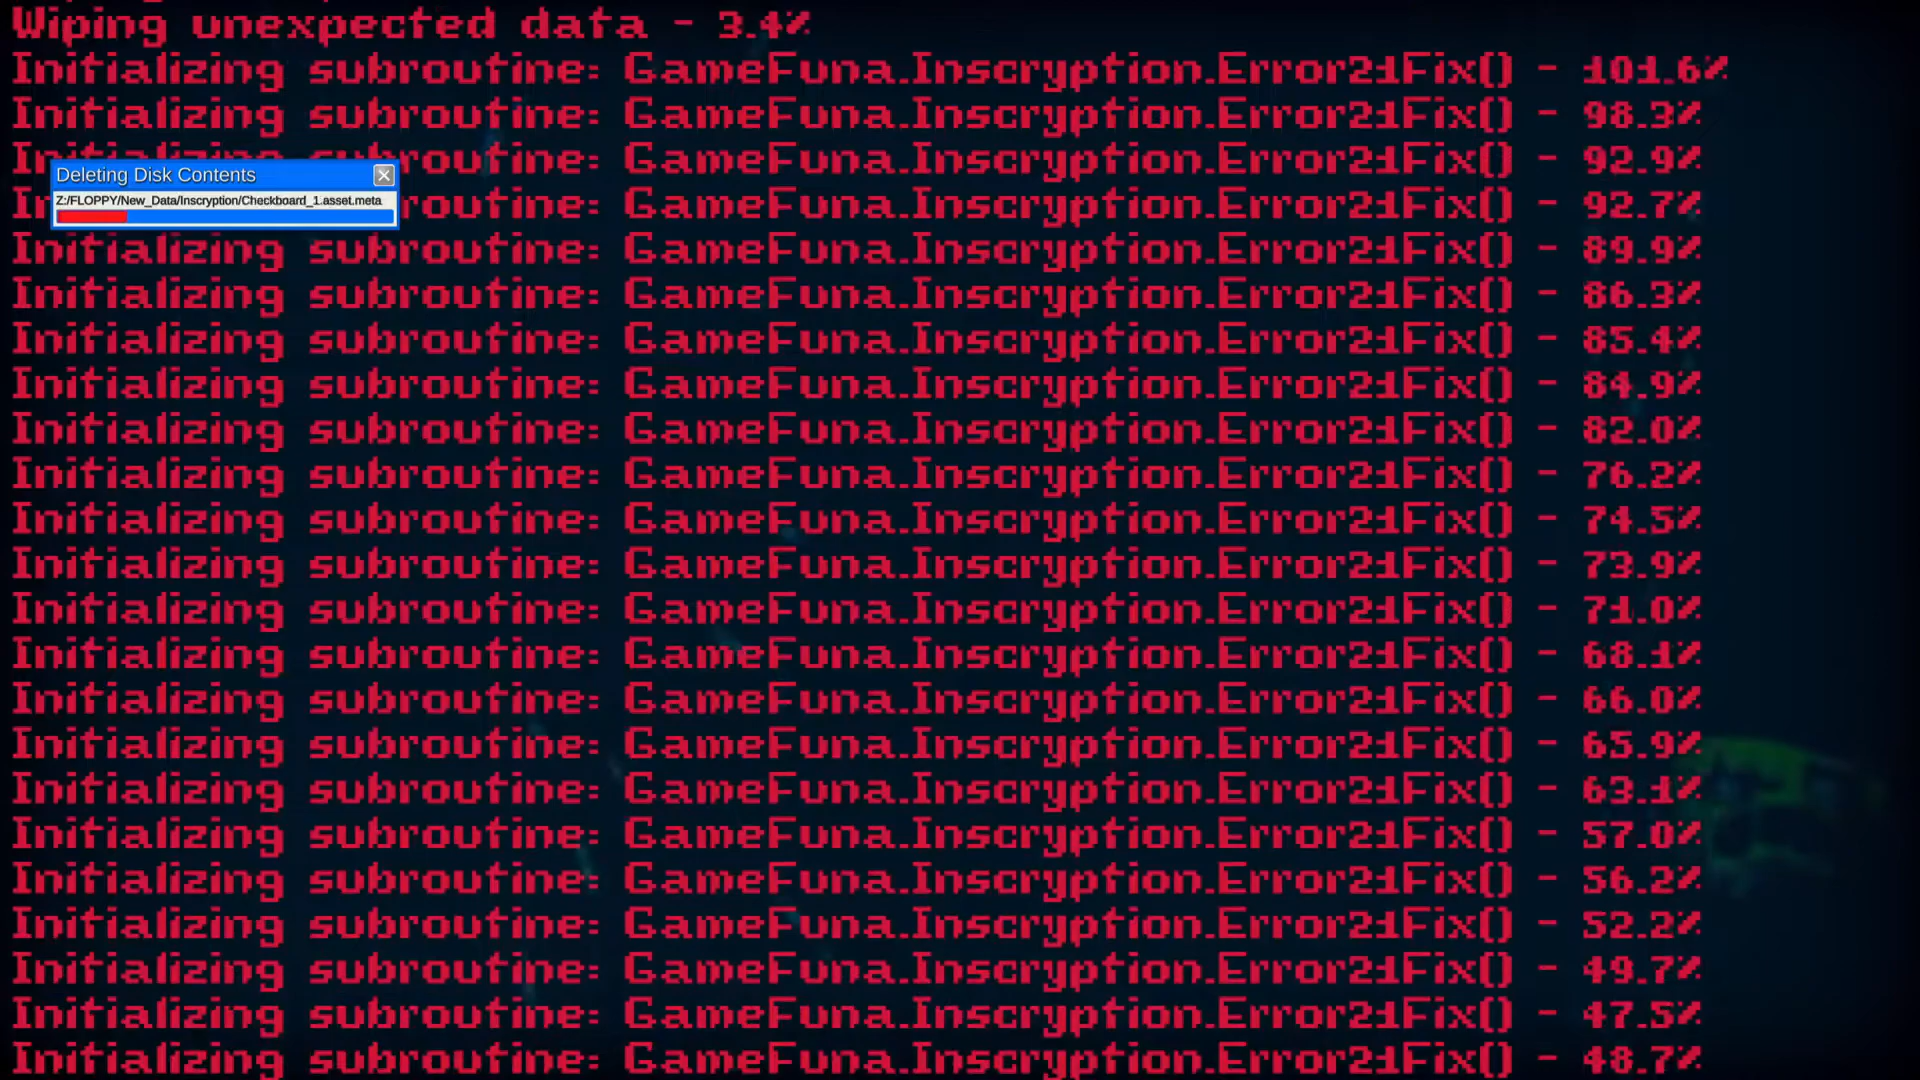 Wiping unexpected data - 3.4%
Initializing subroutine: GameFuna.Inscryption.Error21Fix() - 101.6%
Initializing subroutine: GameFuna.Inscryption.Error21Fix() - 98.3%
Initializing subroutine: GameFuna.Inscryption.Error21Fix() - 92.9%
Deleting Disk Contents
Z:/FLOPPY/New_Data/Inscryption/Checkboard_1.asset.meta
routine: GameFuna.Inscryption.Error21Fix() - 92.7%
Initializing subroutine: GameFuna.Inscryption.Error21Fix() - 89.9%
Initializing subroutine: GameFuna.Inscryption.Error21Fix() - 86.3%
Initializing subroutine: GameFuna.Inscryption.Error21Fix() - 85.4%
Initializing subroutine: GameFuna.Inscryption.Error21Fix() - 84.9%
Initializing subroutine: GameFuna.Inscryption.Error21Fix() - 82.0%
Initializing subroutine: GameFuna.Inscryption.Error21Fix() - 76.2%
Initializing subroutine: GameFuna.Inscryption.Error21Fix() - 74.5%
Initializing subroutine: GameFuna.Inscryption.Error21Fix() - 73.9%
Initializing subroutine: GameFuna.Inscryption.Error21Fix() - 71.0%
Initializing subroutine: GameFuna.Inscryption.Error21Fix() - 68.1%
Initializing subroutine: GameFuna.Inscryption.Error21Fix() - 66.0%
Initializing subroutine: GameFuna.Inscryption.Error21Fix() - 65.9%
Initializing subroutine: GameFuna.Inscryption.Error21Fix() - 63.1%
Initializing subroutine: GameFuna.Inscryption.Error21Fix() - 57.0%
Initializing subroutine: GameFuna.Inscryption.Error21Fix() - 56.2%
Initializing subroutine: GameFuna.Inscryption.Error21Fix() - 52.2%
Initializing subroutine: GameFuna.Inscryption.Error21Fix() - 49.7%
Initializing subroutine: GameFuna.Inscryption.Error21Fix() - 47.5%
Initializing subroutine: GameFuna.Inscryption.Error21Fix() - 48.7%